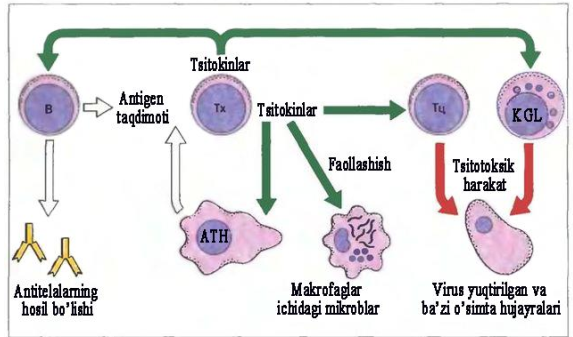 Tsitokinlar
B
Antigen
taqdimoti
Tx
Tsitokinlar
Тц
KGL
Faollashish
Tsitotoksik
harakat
ATH
Antitelalarning
hosil bo'lishi
Makrofaglar
ichidagi mikroblar
Virus yuqtirilgan va
ba'zi o'simta hujayralari